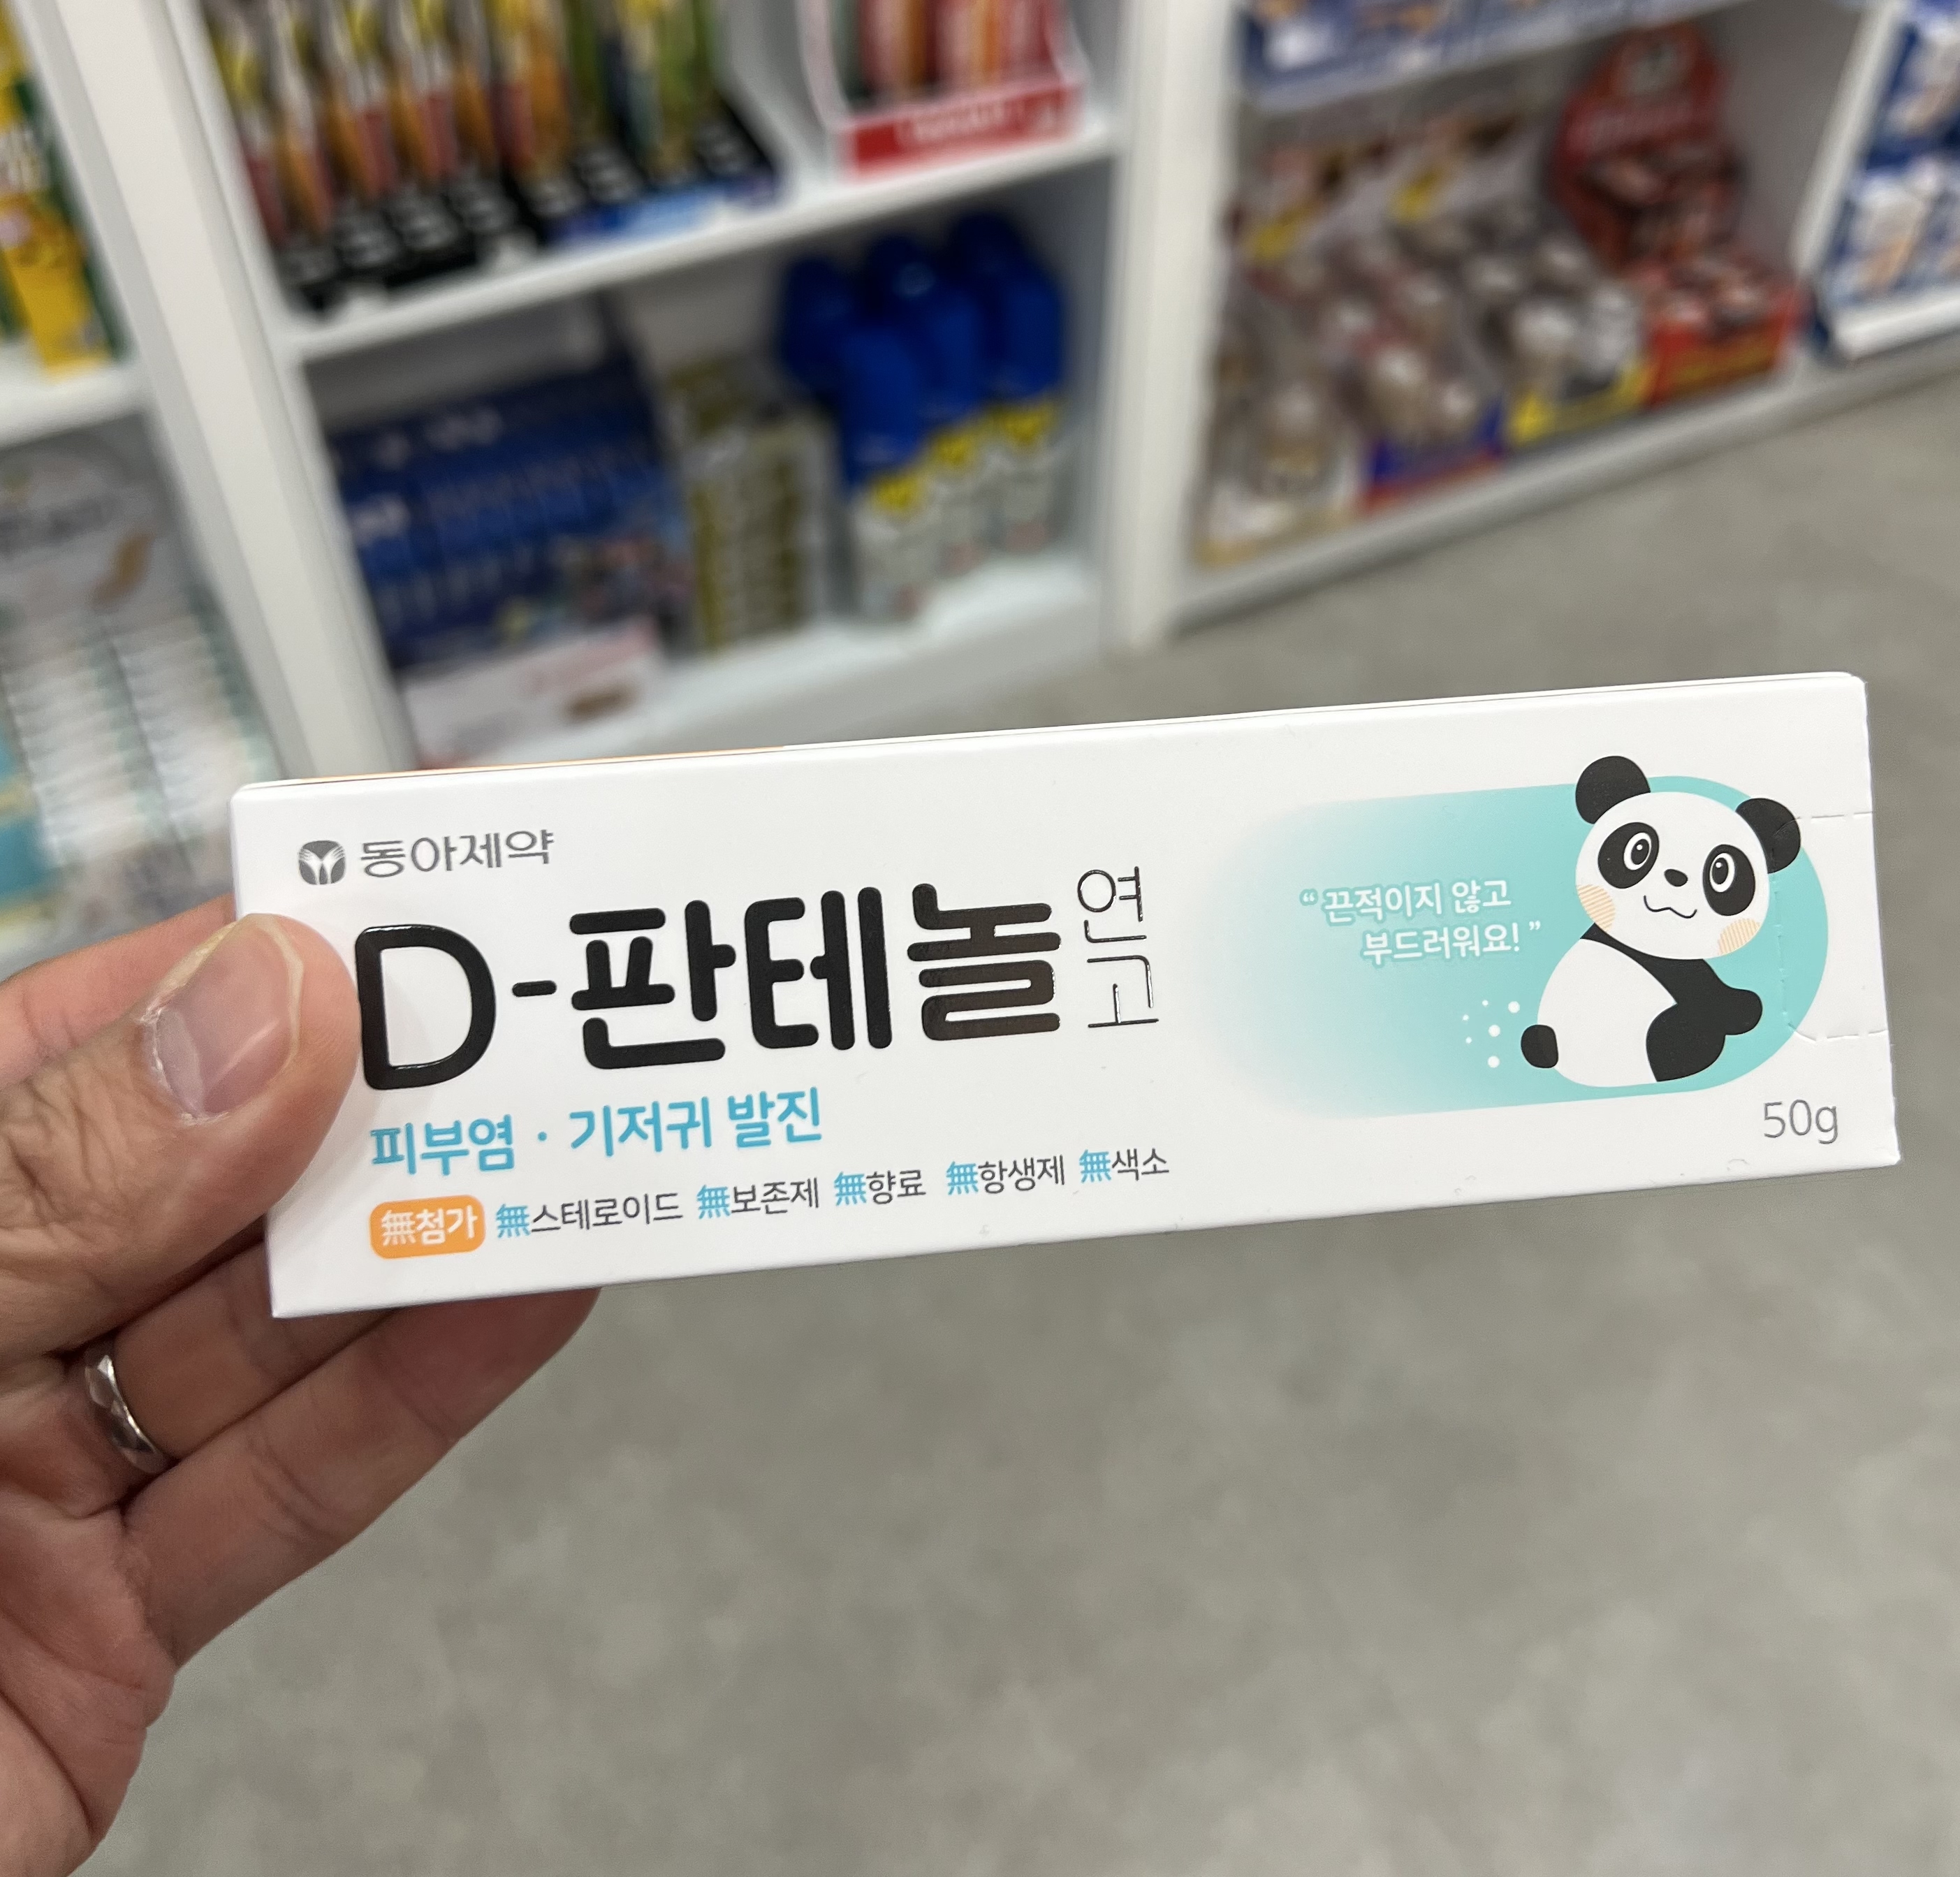 동아제약
D-판테놀 연고
“ 끈적이지 않고
부드러워요! ”
피부염 · 기저귀 발진
無첨가 無스테로이드 無보존제 無향료 無항생제 無색소
50g